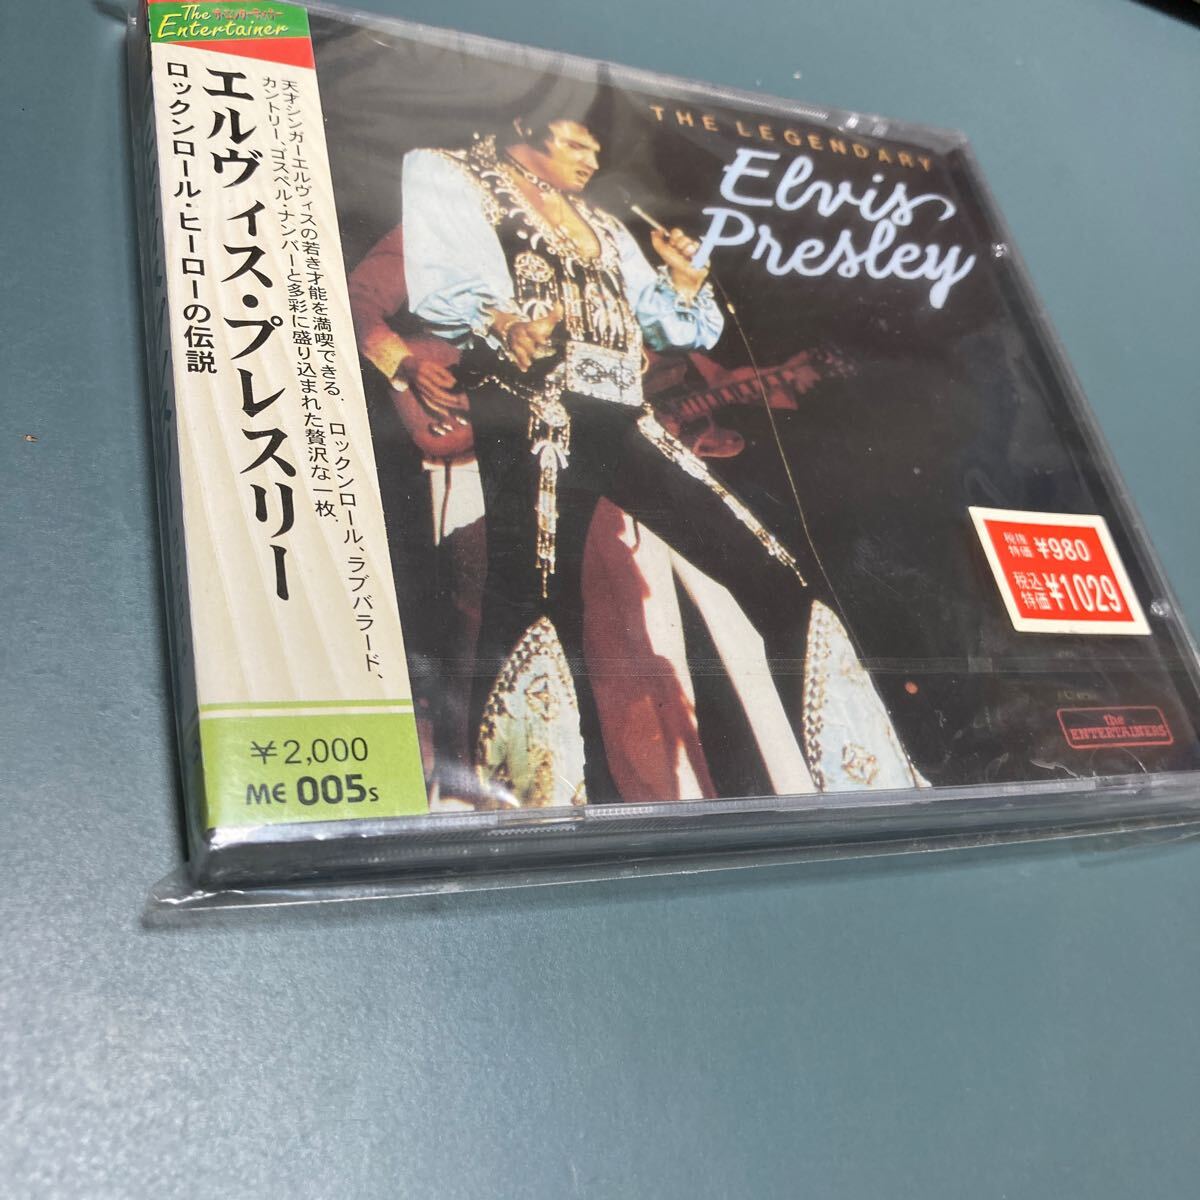 The
Entertainer
エルヴィス・プレスリー
ロックンロール・ヒーローの伝説
天才シンガーエルヴィスの若き才能を満喫できる. ロックンロール、ラブバラード、
カントリー、ゴスペル・ナンバーと多彩に盛り込まれた贅沢な一枚.
¥2,000
ME 005s
THE LEGENDARY
Elvis
Presley
特価 ¥980
税込
特価 ¥1029
the
ENTERTAINERS